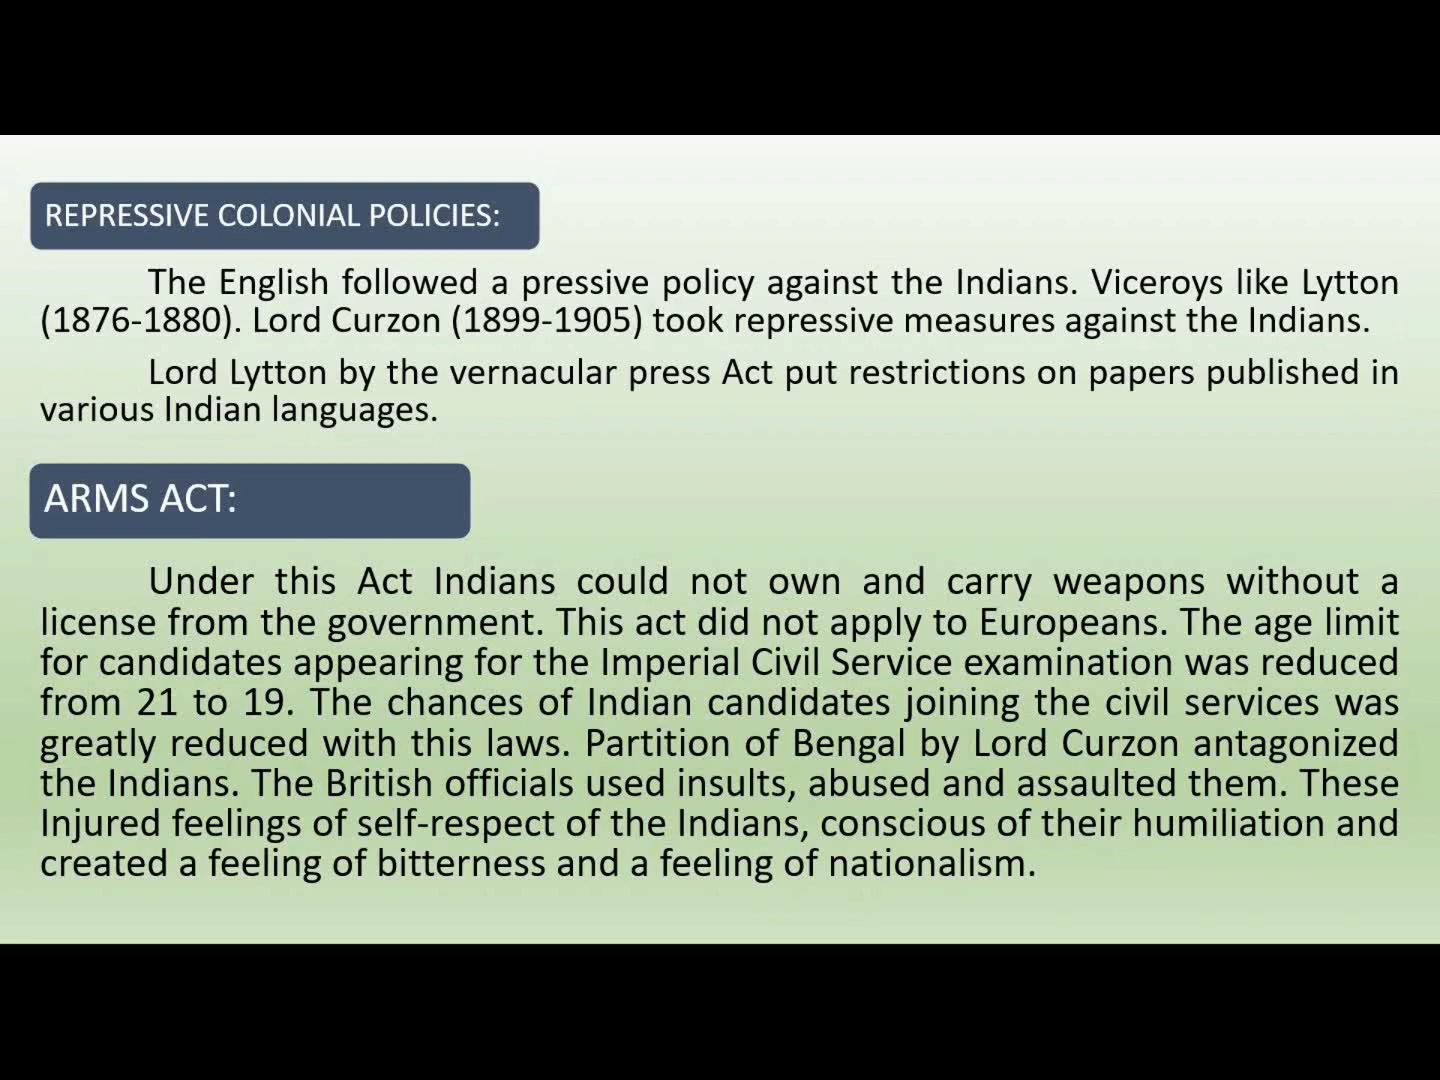 REPRESSIVE COLONIAL POLICIES:
The English followed a pressive policy against the Indians. Viceroys like Lytton
(1876-1880). Lord Curzon (1899-1905) took repressive measures against the Indians.
Lord Lytton by the vernacular press Act put restrictions on papers published in
various Indian languages.
ARMS ACT:
Under this Act Indians could not own and carry weapons without a
license from the government. This act did not apply to Europeans. The age limit
for candidates appearing for the Imperial Civil Service examination was reduced
from 21 to 19. The chances of Indian candidates joining the civil services was
greatly reduced with this laws. Partition of Bengal by Lord Curzon antagonized
the Indians. The British officials used insults, abused and assaulted them. These
Injured feelings of self-respect of the Indians, conscious of their humiliation and
created a feeling of bitterness and a feeling of nationalism.